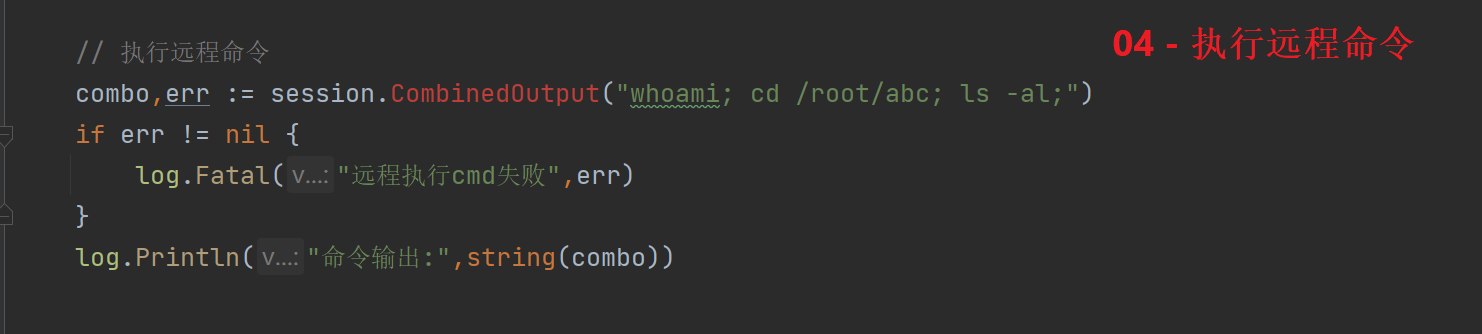 04 - 执行远程命令
// 执行远程命令
combo,err := session.CombinedOutput("whoami; cd /root/abc; ls -al;")
if err != nil {
log.Fatal( v...: "远程执行cmd失败",err)
}
log.Println( v...: "命令输出:",string(combo))